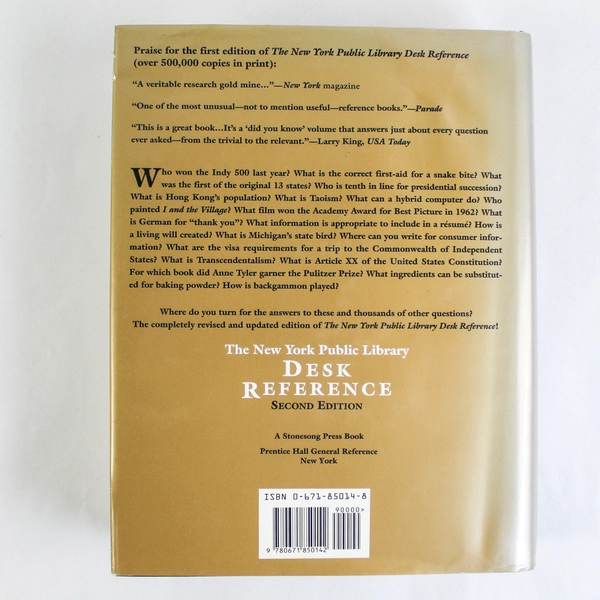 Praise for the first edition of The New York Public Library Desk Reference
(over 500,000 copies in print):
“A veritable research gold mine...”—New York magazine
“One of the most unusual—not to mention useful—reference books.”—Parade
“This is a great book...It’s a ‘did you know’ volume that answers just about every question
ever asked—from the trivial to the relevant.”—Larry King, USA Today
Who won the Indy 500 last year? What is the correct first-aid for a snake bite? What
was the first of the original 13 states? Who is tenth in line for presidential succession?
What is Hong Kong’s population? What is Taoism? What can a hybrid computer do? Who
painted I and the Village? What film won the Academy Award for Best Picture in 1962? What
is German for “thank you”? What information is appropriate to include in a résumé? How is
a living will created? What is Michigan’s state bird? Where can you write for consumer infor-
mation? What are the visa requirements for a trip to the Commonwealth of Independent
States? What is Transcendentalism? What is Article XX of the United States Constitution?
For which book did Anne Tyler garner the Pulitzer Prize? What ingredients can be substitut-
ed for baking powder? How is backgammon played?
Where do you turn for the answers to these and thousands of other questions?
The completely revised and updated edition of The New York Public Library Desk Reference!
The New York Public Library
DESK
REFERENCE
SECOND EDITION
A Stonesong Press Book
Prentice Hall General Reference
New York
ISBN 0-671-85014-8
90000>
9 780671 850142